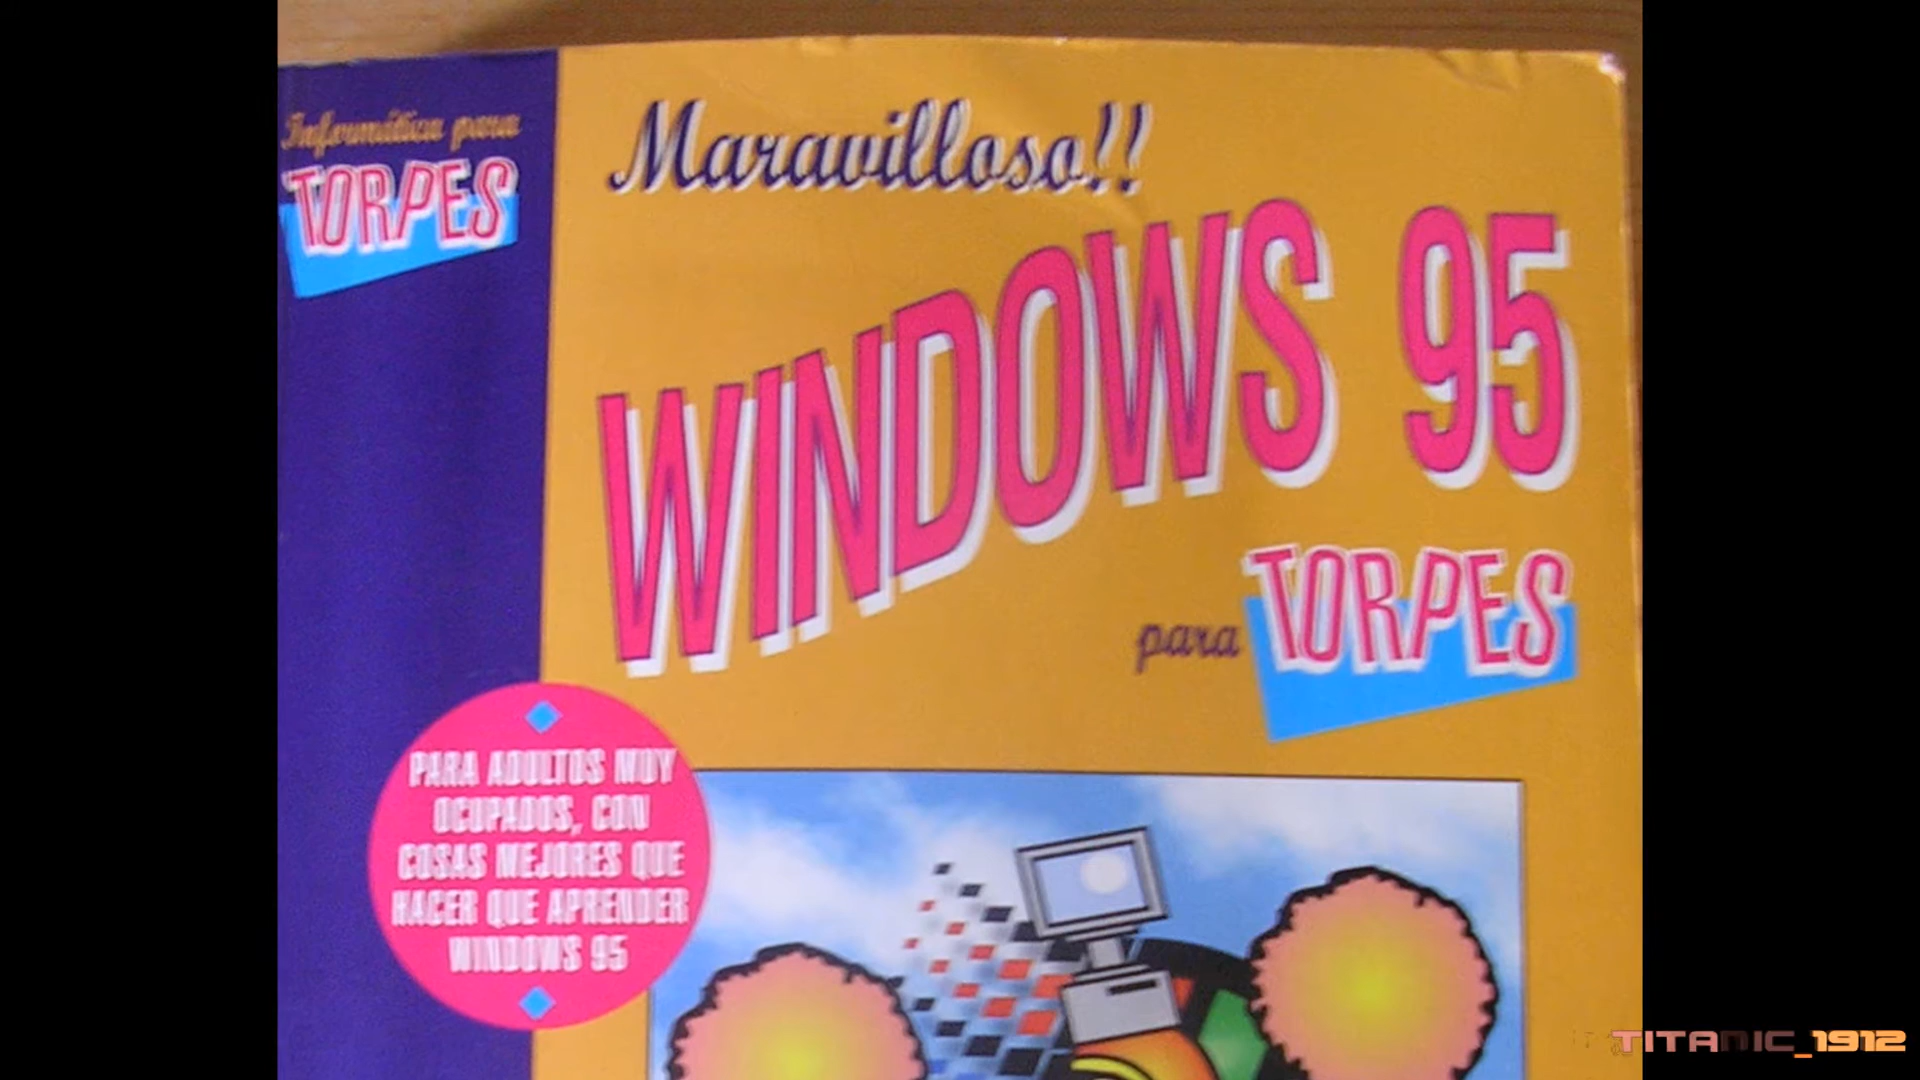 Informática para
TORPES
Maravilloso!!
WINDOWS 95
para TORPES
PARA ADULTOS MUY
OCUPADOS, CON
COSAS MEJORES QUE
HACER QUE APRENDER
WINDOWS 95
TITANIC_1912